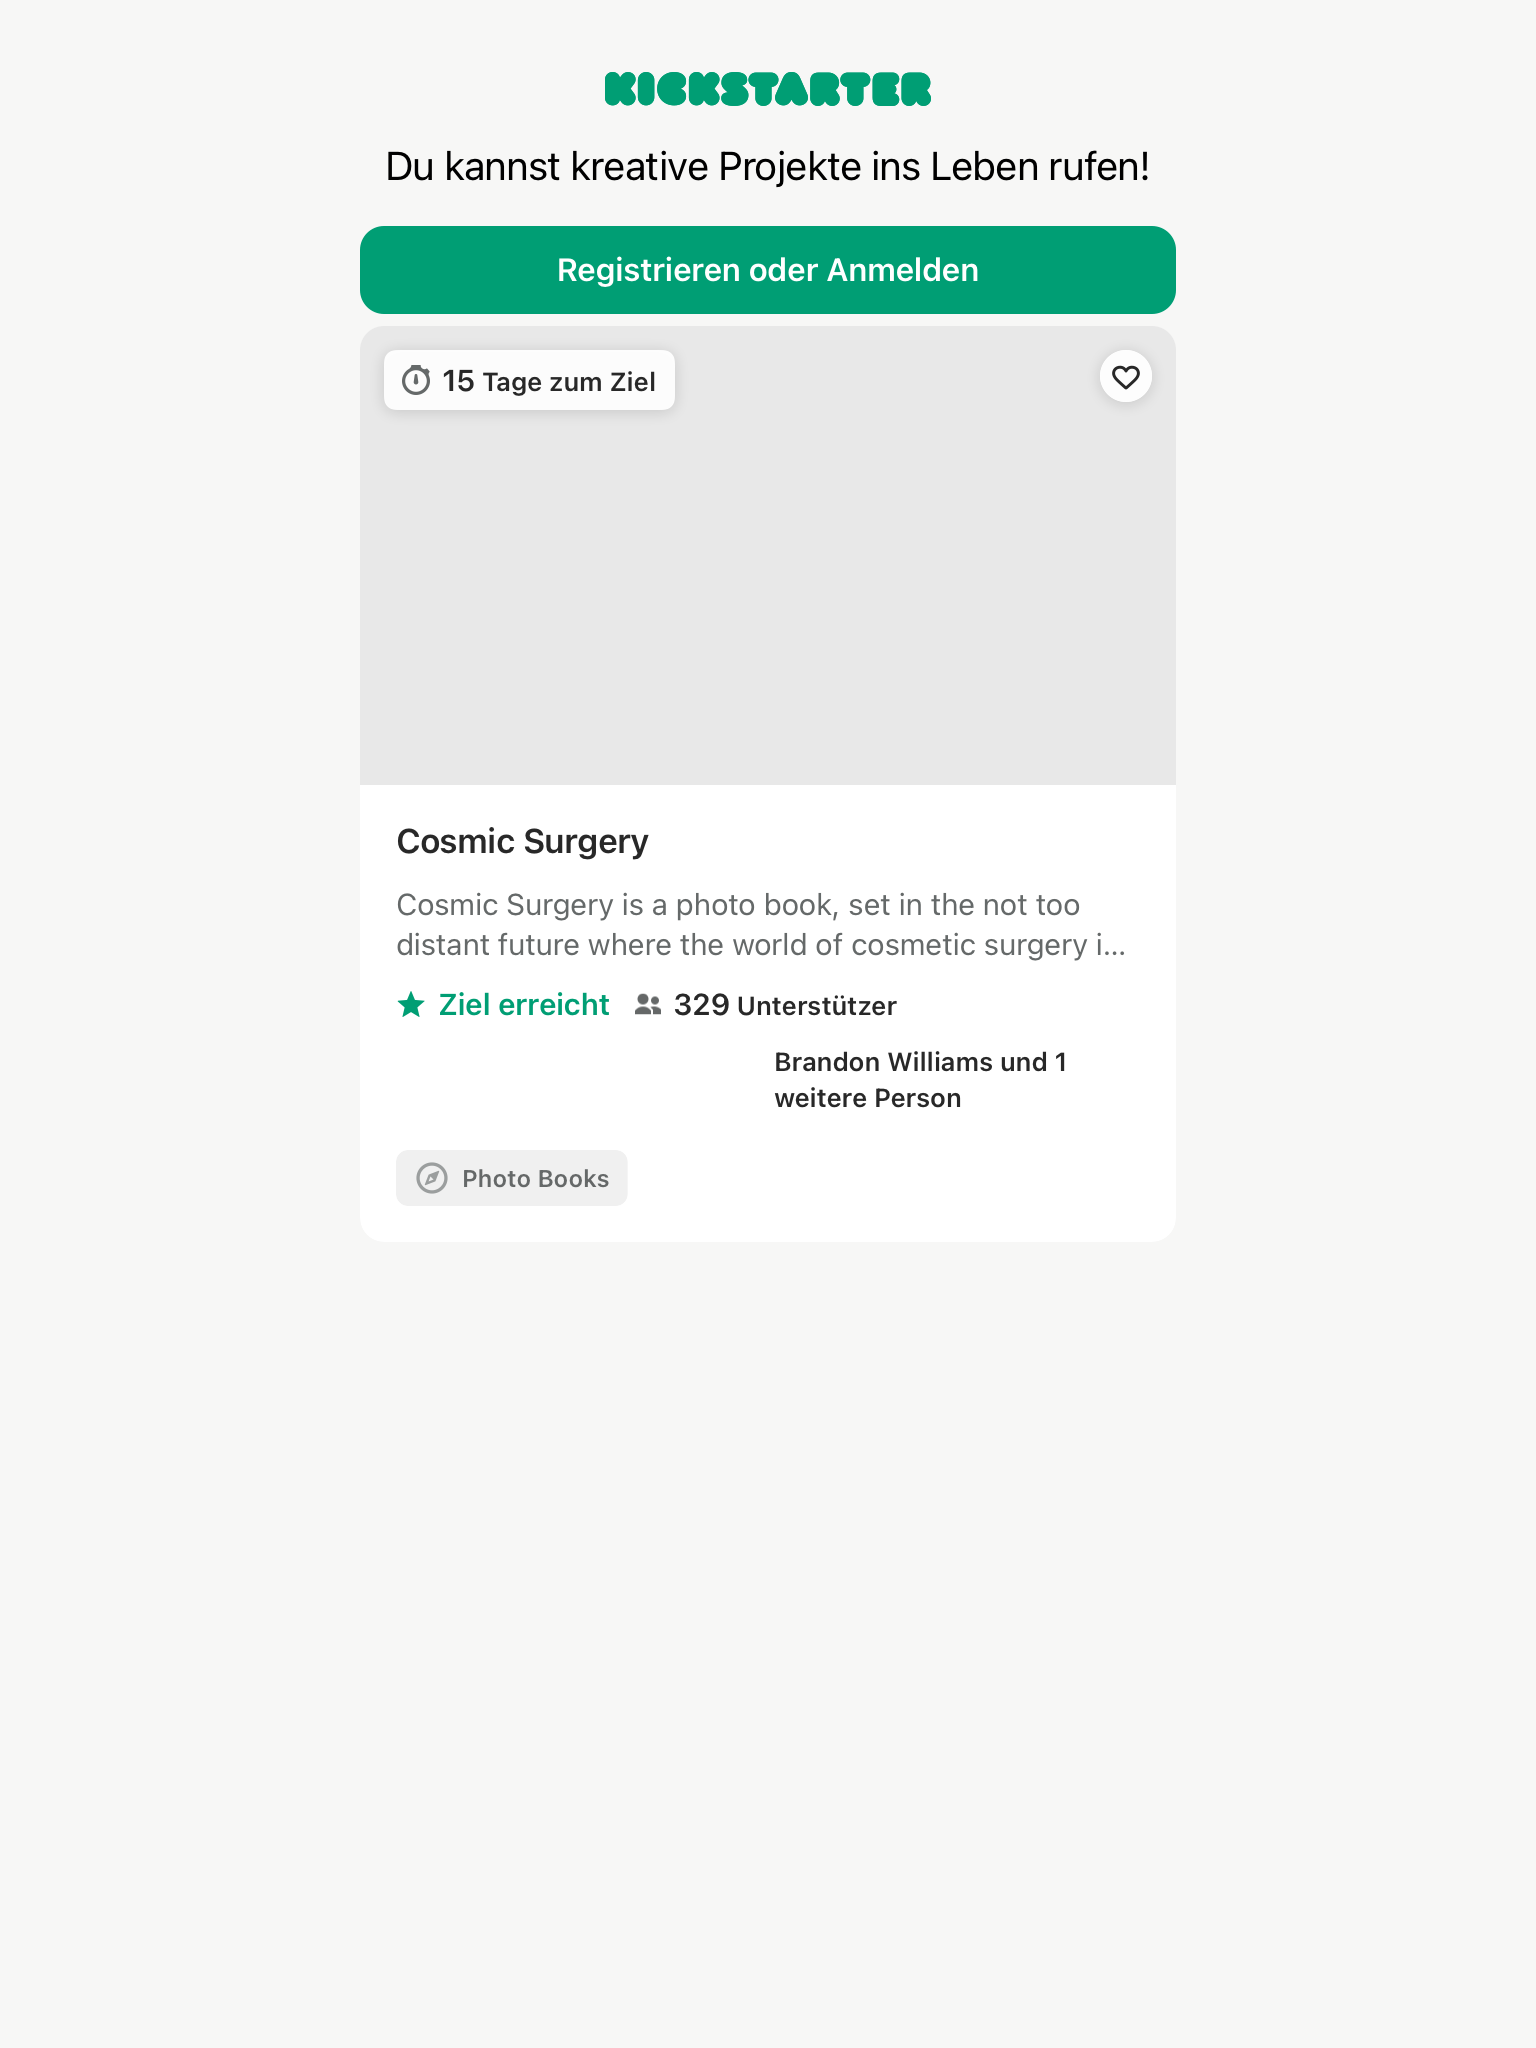 KICKSTARTER
Du kannst kreative Projekte ins Leben rufen!
Registrieren oder Anmelden
15 Tage zum Ziel
Cosmic Surgery
Cosmic Surgery is a photo book, set in the not too
distant future where the world of cosmetic surgery i...
Ziel erreicht 329 Unterstützer
Brandon Williams und 1
weitere Person
Photo Books